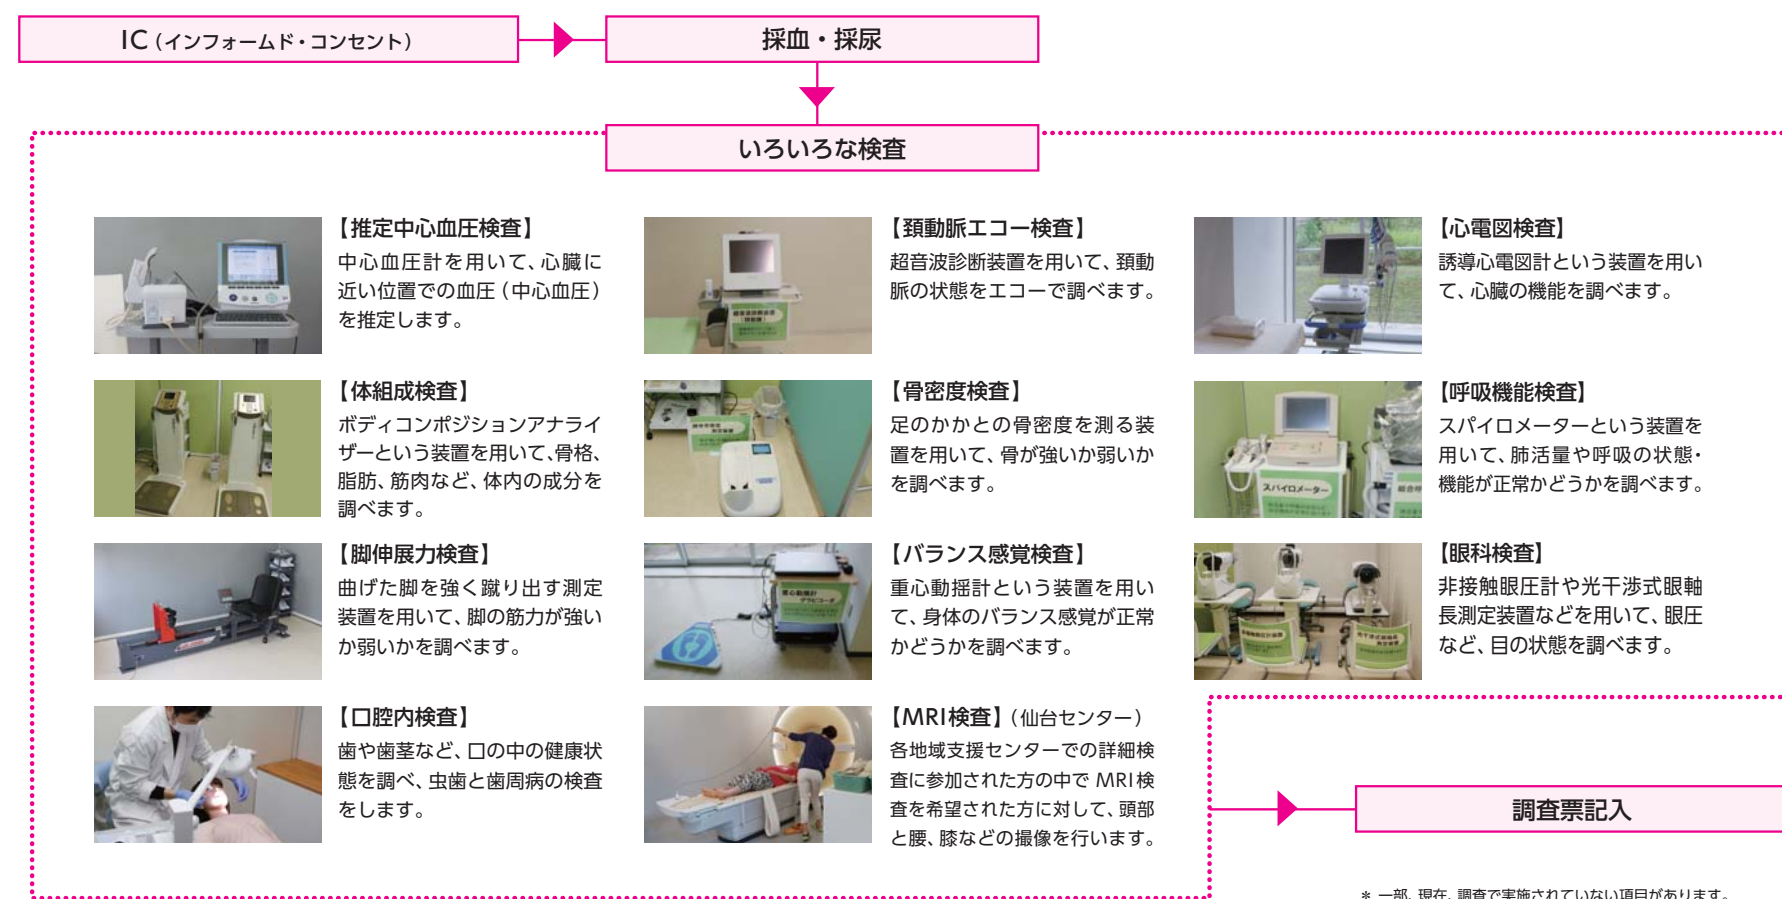 IC（インフォームド・コンセント）
採血・採尿
いろいろな検査
【推定中心血圧検査】
中心血圧計を用いて、心臓に
近い位置での血圧（中心血圧）
を推定します。
【頚動脈エコー検査】
超音波診断装置を用いて、頚動
脈の状態をエコーで調べます。
【心電図検査】
誘導心電図計という装置を用い
て、心臓の機能を調べます。
【体組成検査】
ボディコンポジションアナライ
ザーという装置を用いて、骨格、
脂肪、筋肉など、体内の成分を
調べます。
【骨密度検査】
足のかかとの骨密度を測る装
置を用いて、骨が強いか弱いか
を調べます。
【呼吸機能検査】
スパイロメーターという装置を
用いて、肺活量や呼吸の状態・
機能が正常かどうかを調べます。
スパイロメーター
【脚伸展力検査】
曲げた脚を強く蹴り出す測定
装置を用いて、脚の筋力が強い
か弱いかを調べます。
【バランス感覚検査】
重心動揺計という装置を用い
て、身体のバランス感覚が正常
かどうかを調べます。
【眼科検査】
非接触眼圧計や光干渉式眼軸
長測定装置などを用いて、眼圧
など、目の状態を調べます。
【口腔内検査】
歯や歯茎など、口の中の健康状
態を調べ、虫歯と歯周病の検査
をします。
【MRI検査】（仙台センター）
各地域支援センターでの詳細検
査に参加された方の中で MRI検
査を希望された方に対して、頭部
と腰、膝などの撮像を行います。
調査票記入
＊ 一部、現在、調査で実施されていない項目があります。